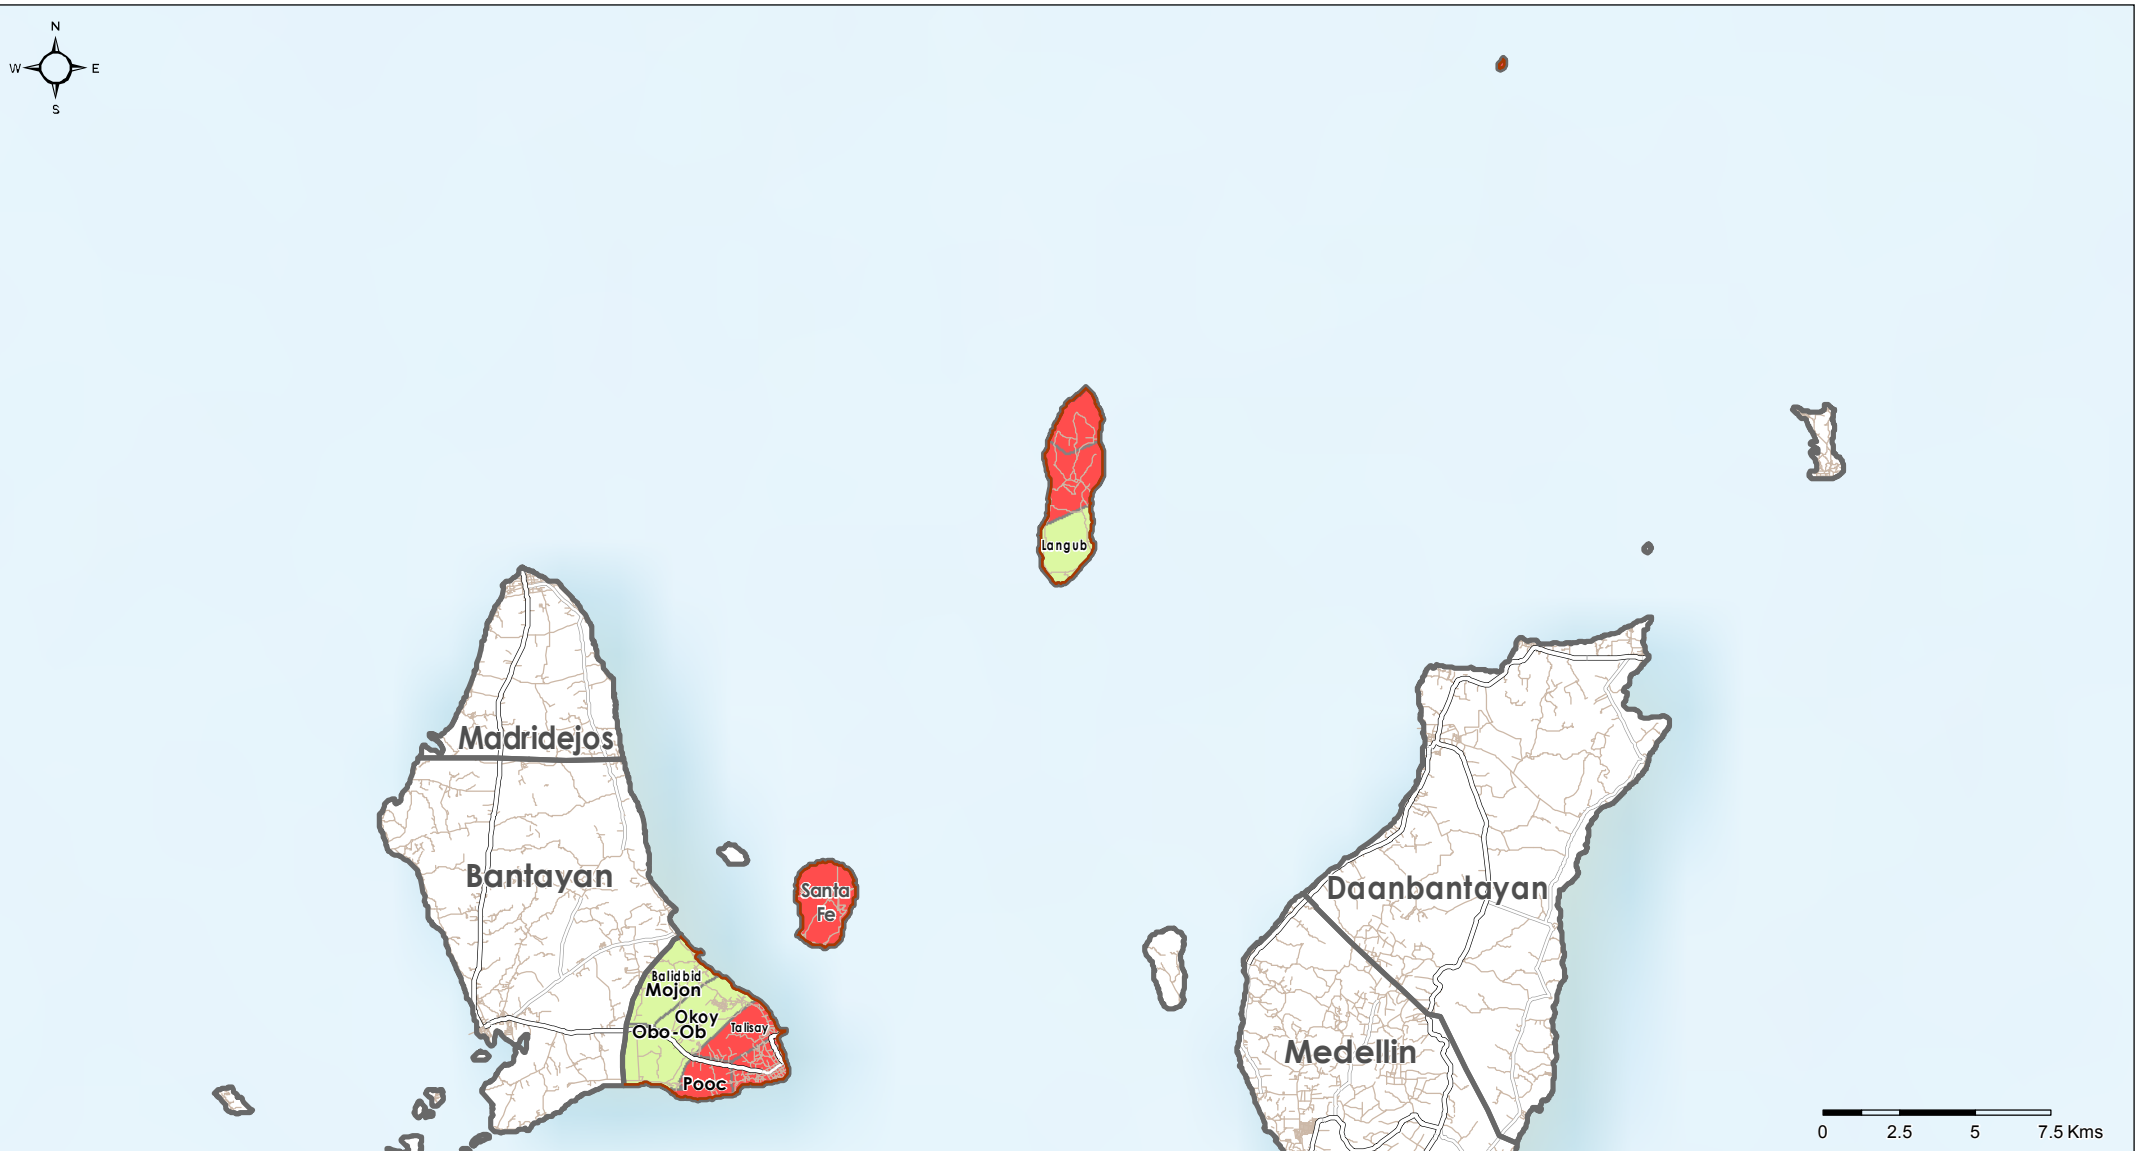 N
W E
S
Langub
Madridejos
Bantayan
Santa
Fe
Daanbantayan
Balidbid
Mojon
Okoy
Obo-Ob
Talisay
Medellin
Pooc
0 2.5 5 7.5 Kms